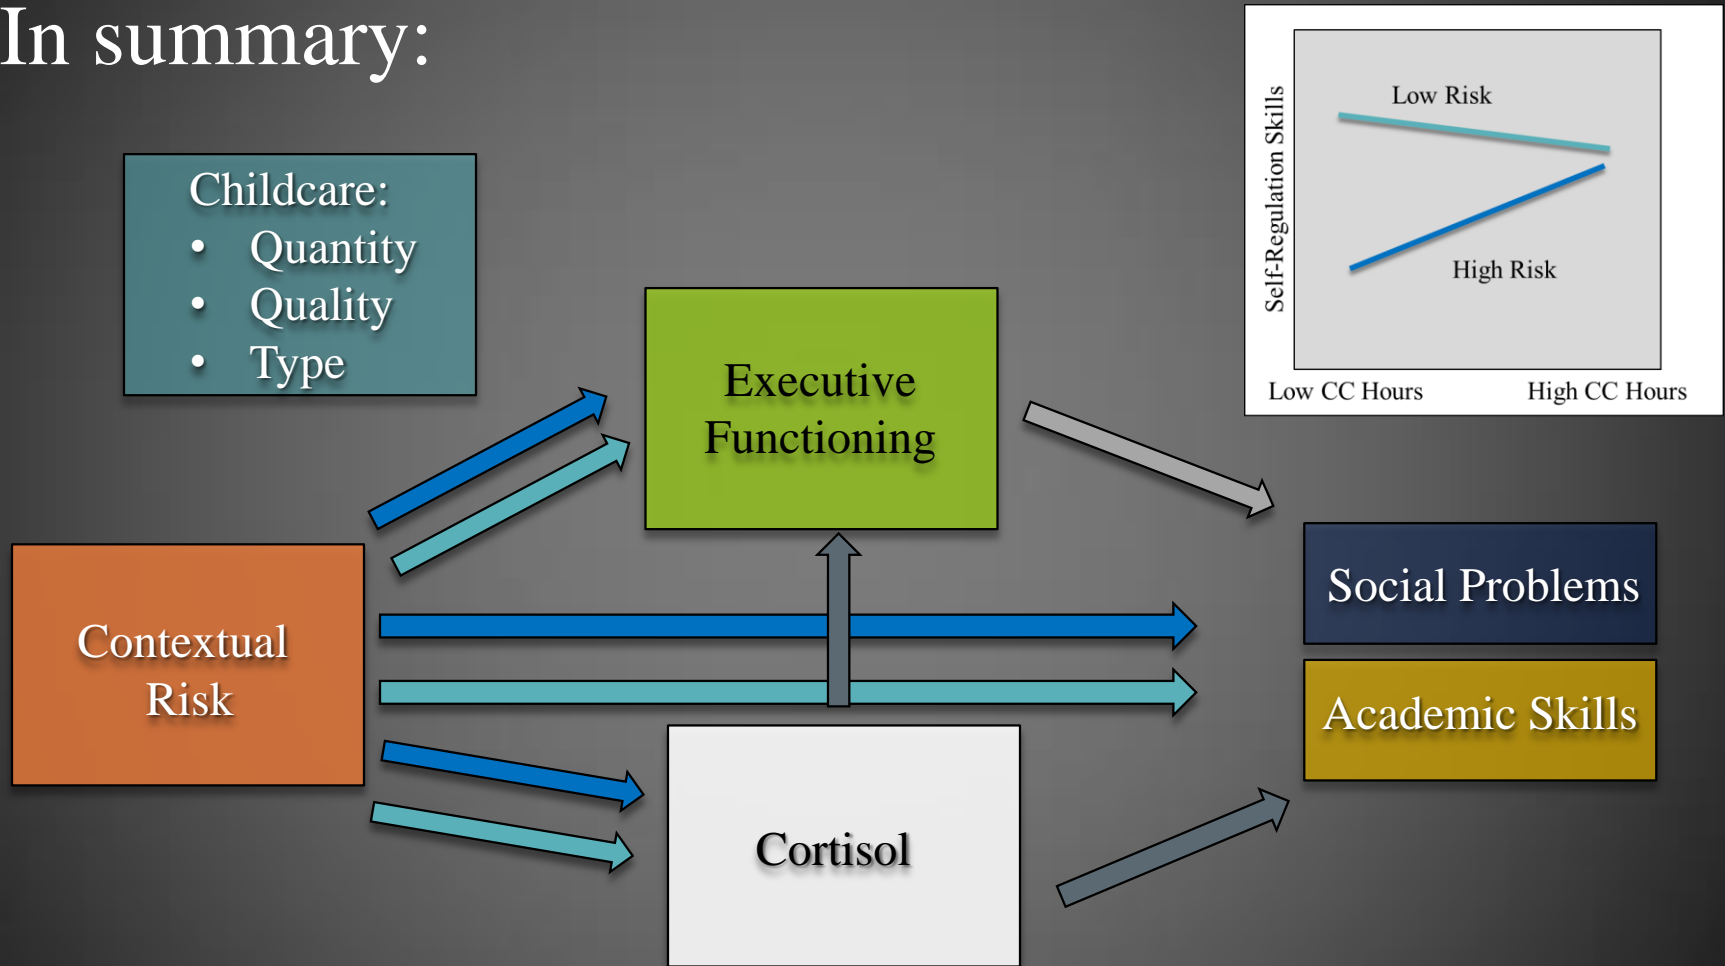 In summary:
Childcare:
• Quantity
• Quality
• Type
Executive
Functioning
Contextual
Risk
Cortisol
Social Problems
Academic Skills
Self-Regulation Skills
Low Risk
High Risk
Low CC Hours
High CC Hours